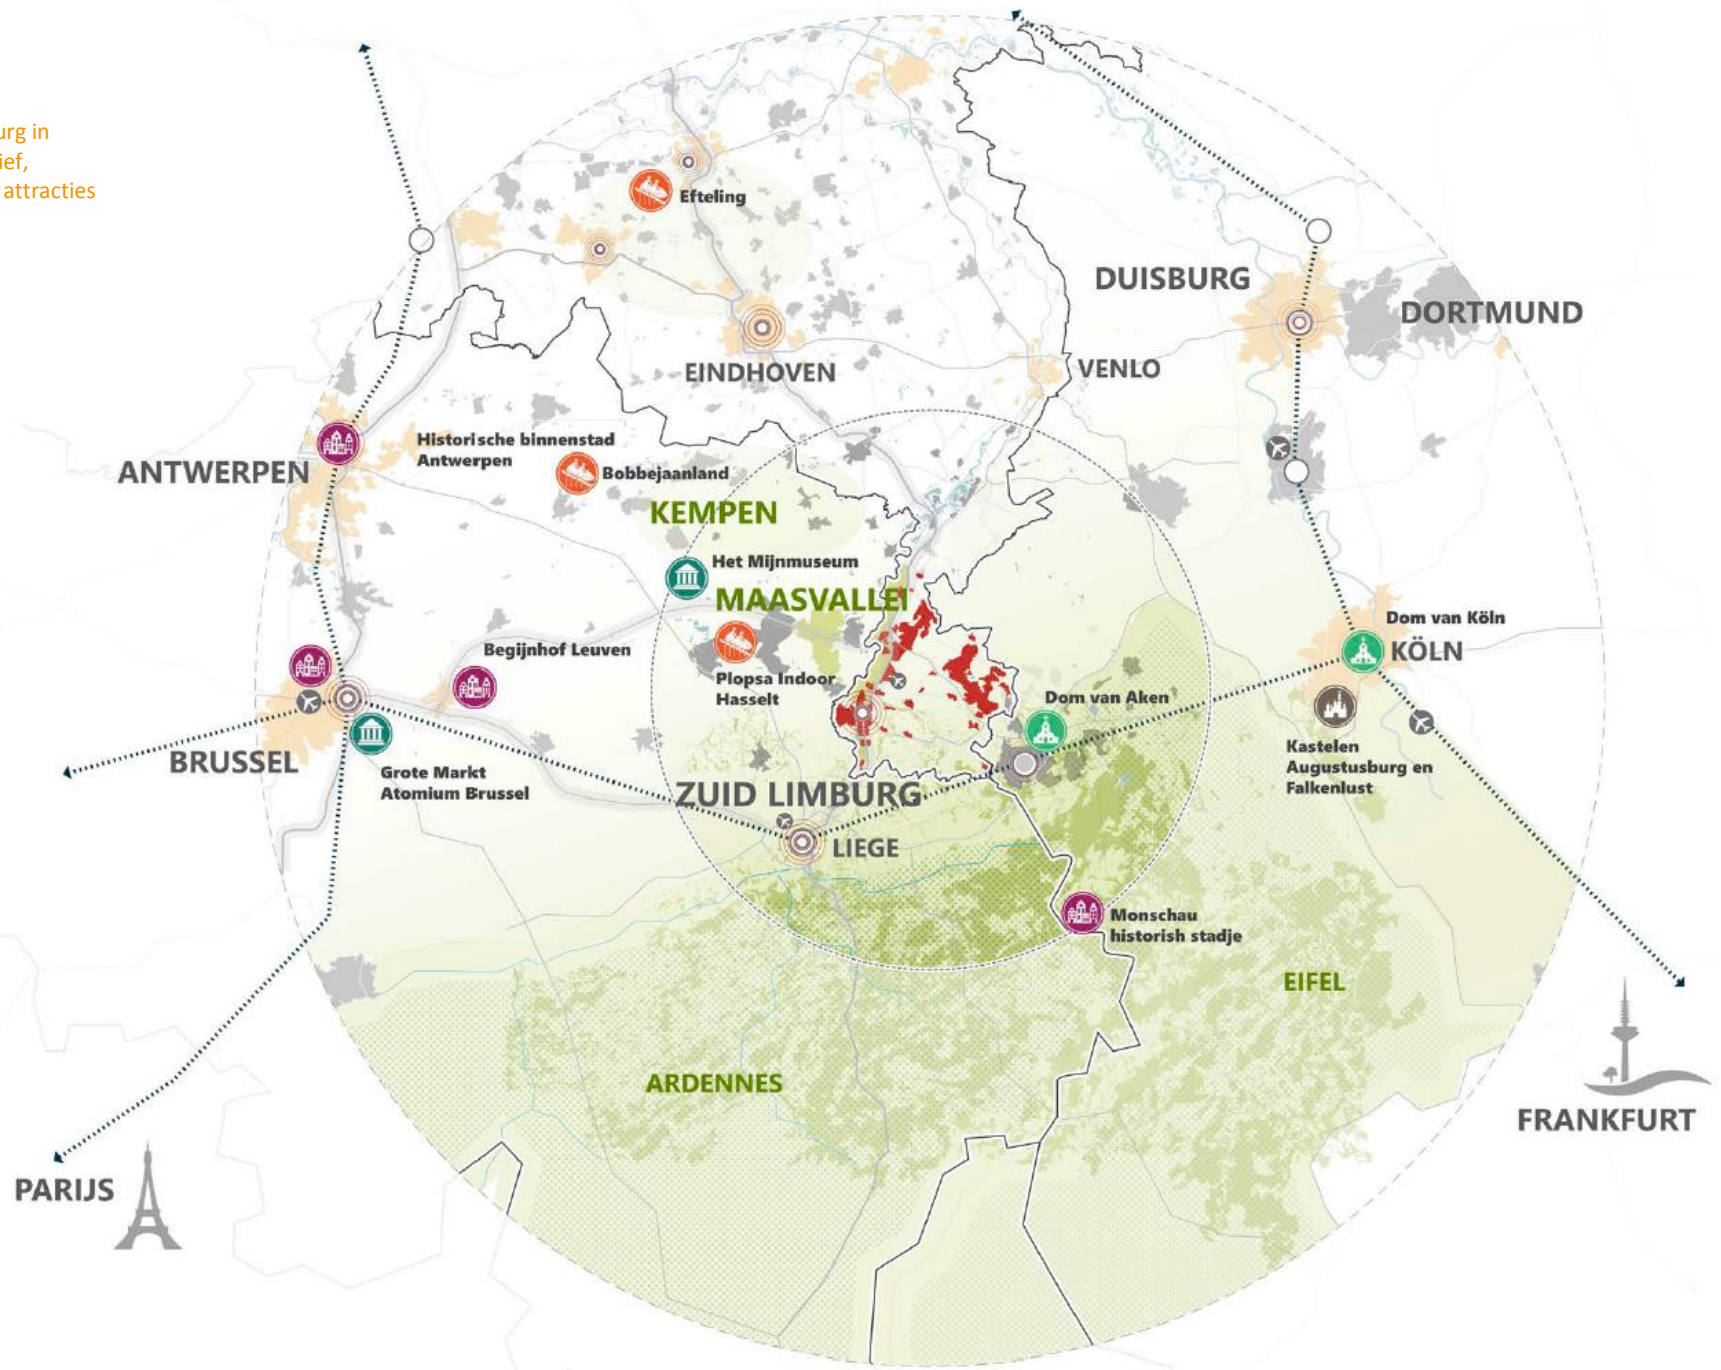 urg in
ief,
attracties
Efteling
DUISBURG
DORTMUND
EINDHOVEN
VENLO
Historische binnenstad
Antwerpen
ANTWERPEN
Bobbejaanland
KEMPEN
Het Mijnmuseum
MAASVALLEI
Begijnhof Leuven
Plopsa Indoor
Hasselt
Dom van Köln
KÖLN
Dom van Aken
BRUSSEL
Grote Markt
Atomium Brussel
Kastelen
Augustusburg en
Falkenlust
ZUID LIMBURG
LIEGE
Monschau
historish stadje
EIFEL
ARDENNES
FRANKFURT
PARIJS